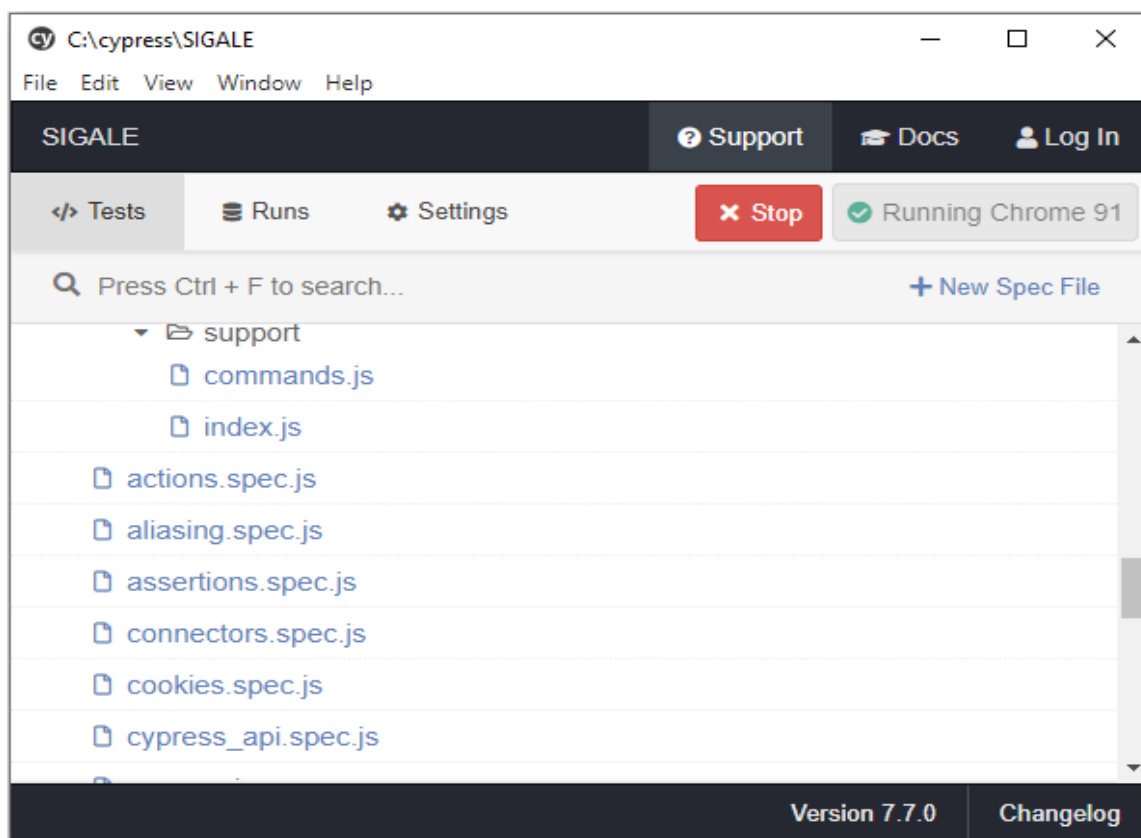 cy C:\cypress\SIGALE
File Edit View Window Help
SIGALE Support Docs Log In
</> Tests Runs Settings Stop Running Chrome 91
Press Ctrl + F to search... + New Spec File
support
commands.js
index.js
actions.spec.js
aliasing.spec.js
assertions.spec.js
connectors.spec.js
cookies.spec.js
cypress_api.spec.js
Version 7.7.0 Changelog